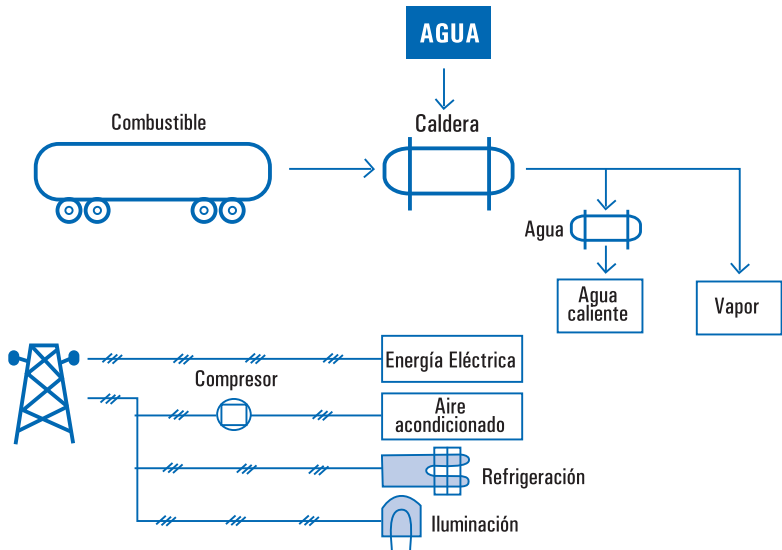 AGUA
Combustible
Caldera
Agua
Agua
caliente
Vapor
Energía Eléctrica
Compresor
Aire
acondicionado
Refrigeración
Iluminación